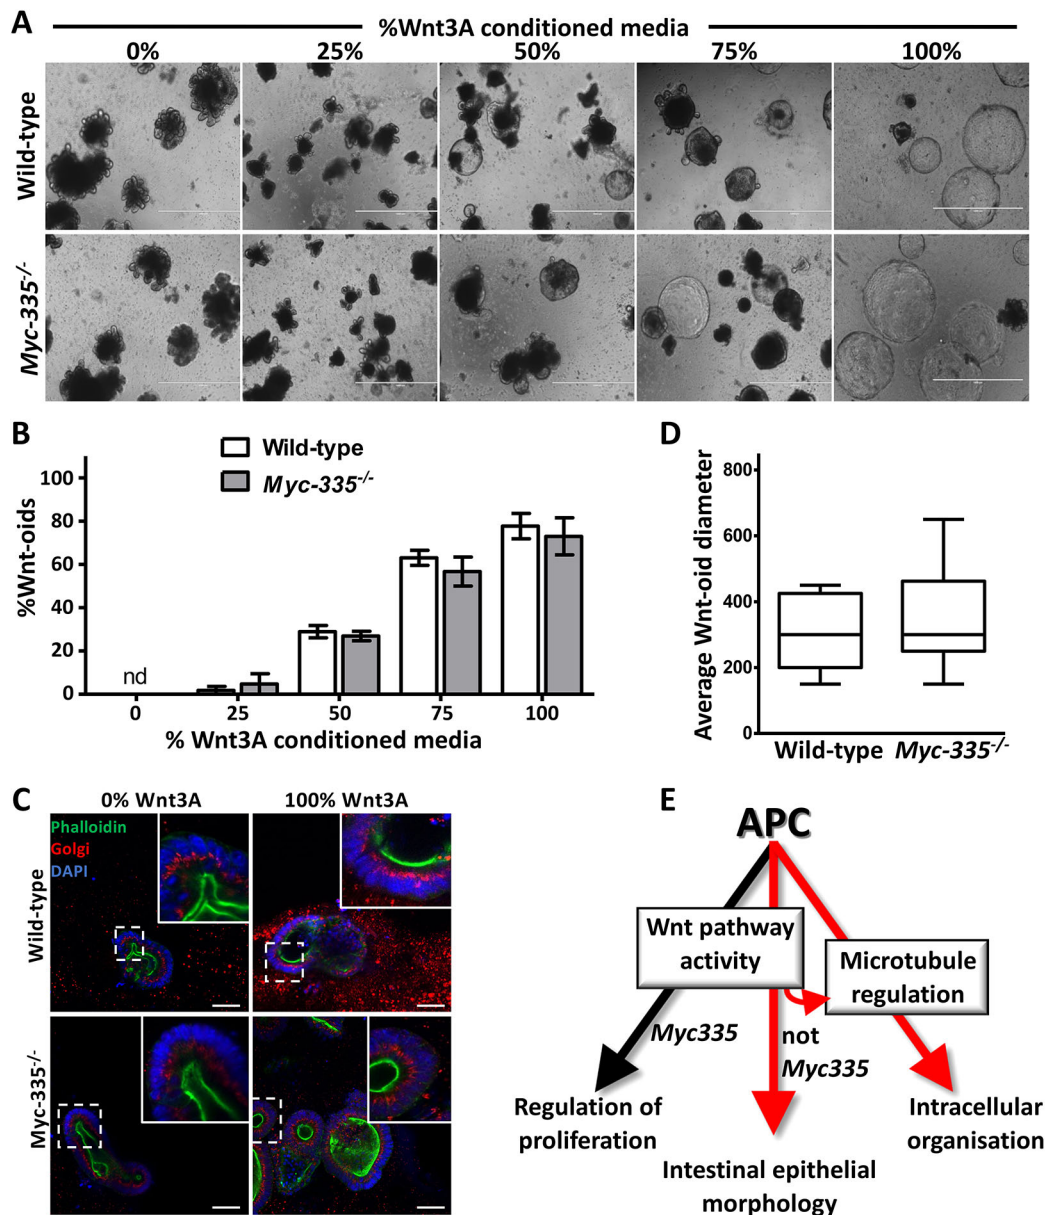 A
%Wnt3A conditioned media
0% 25% 50% 75% 100%
Wild-type
Myc-335-/-
B
Wild-type
Myc-335-/-
%Wnt-oids
100
80
60
40
20
0
nd
0 25 50 75 100
% Wnt3A conditioned media
D
Average Wnt-oid diameter
800
600
400
200
0
Wild-type Myc-335-/-
C
0% Wnt3A 100% Wnt3A
Phalloidin
Golgi
DAPI
Wild-type
Myc-335-/-
E
APC
Wnt pathway
activity
Microtubule
regulation
Myc335
not
Myc335
Regulation of
proliferation
Intestinal epithelial
morphology
Intracellular
organisation